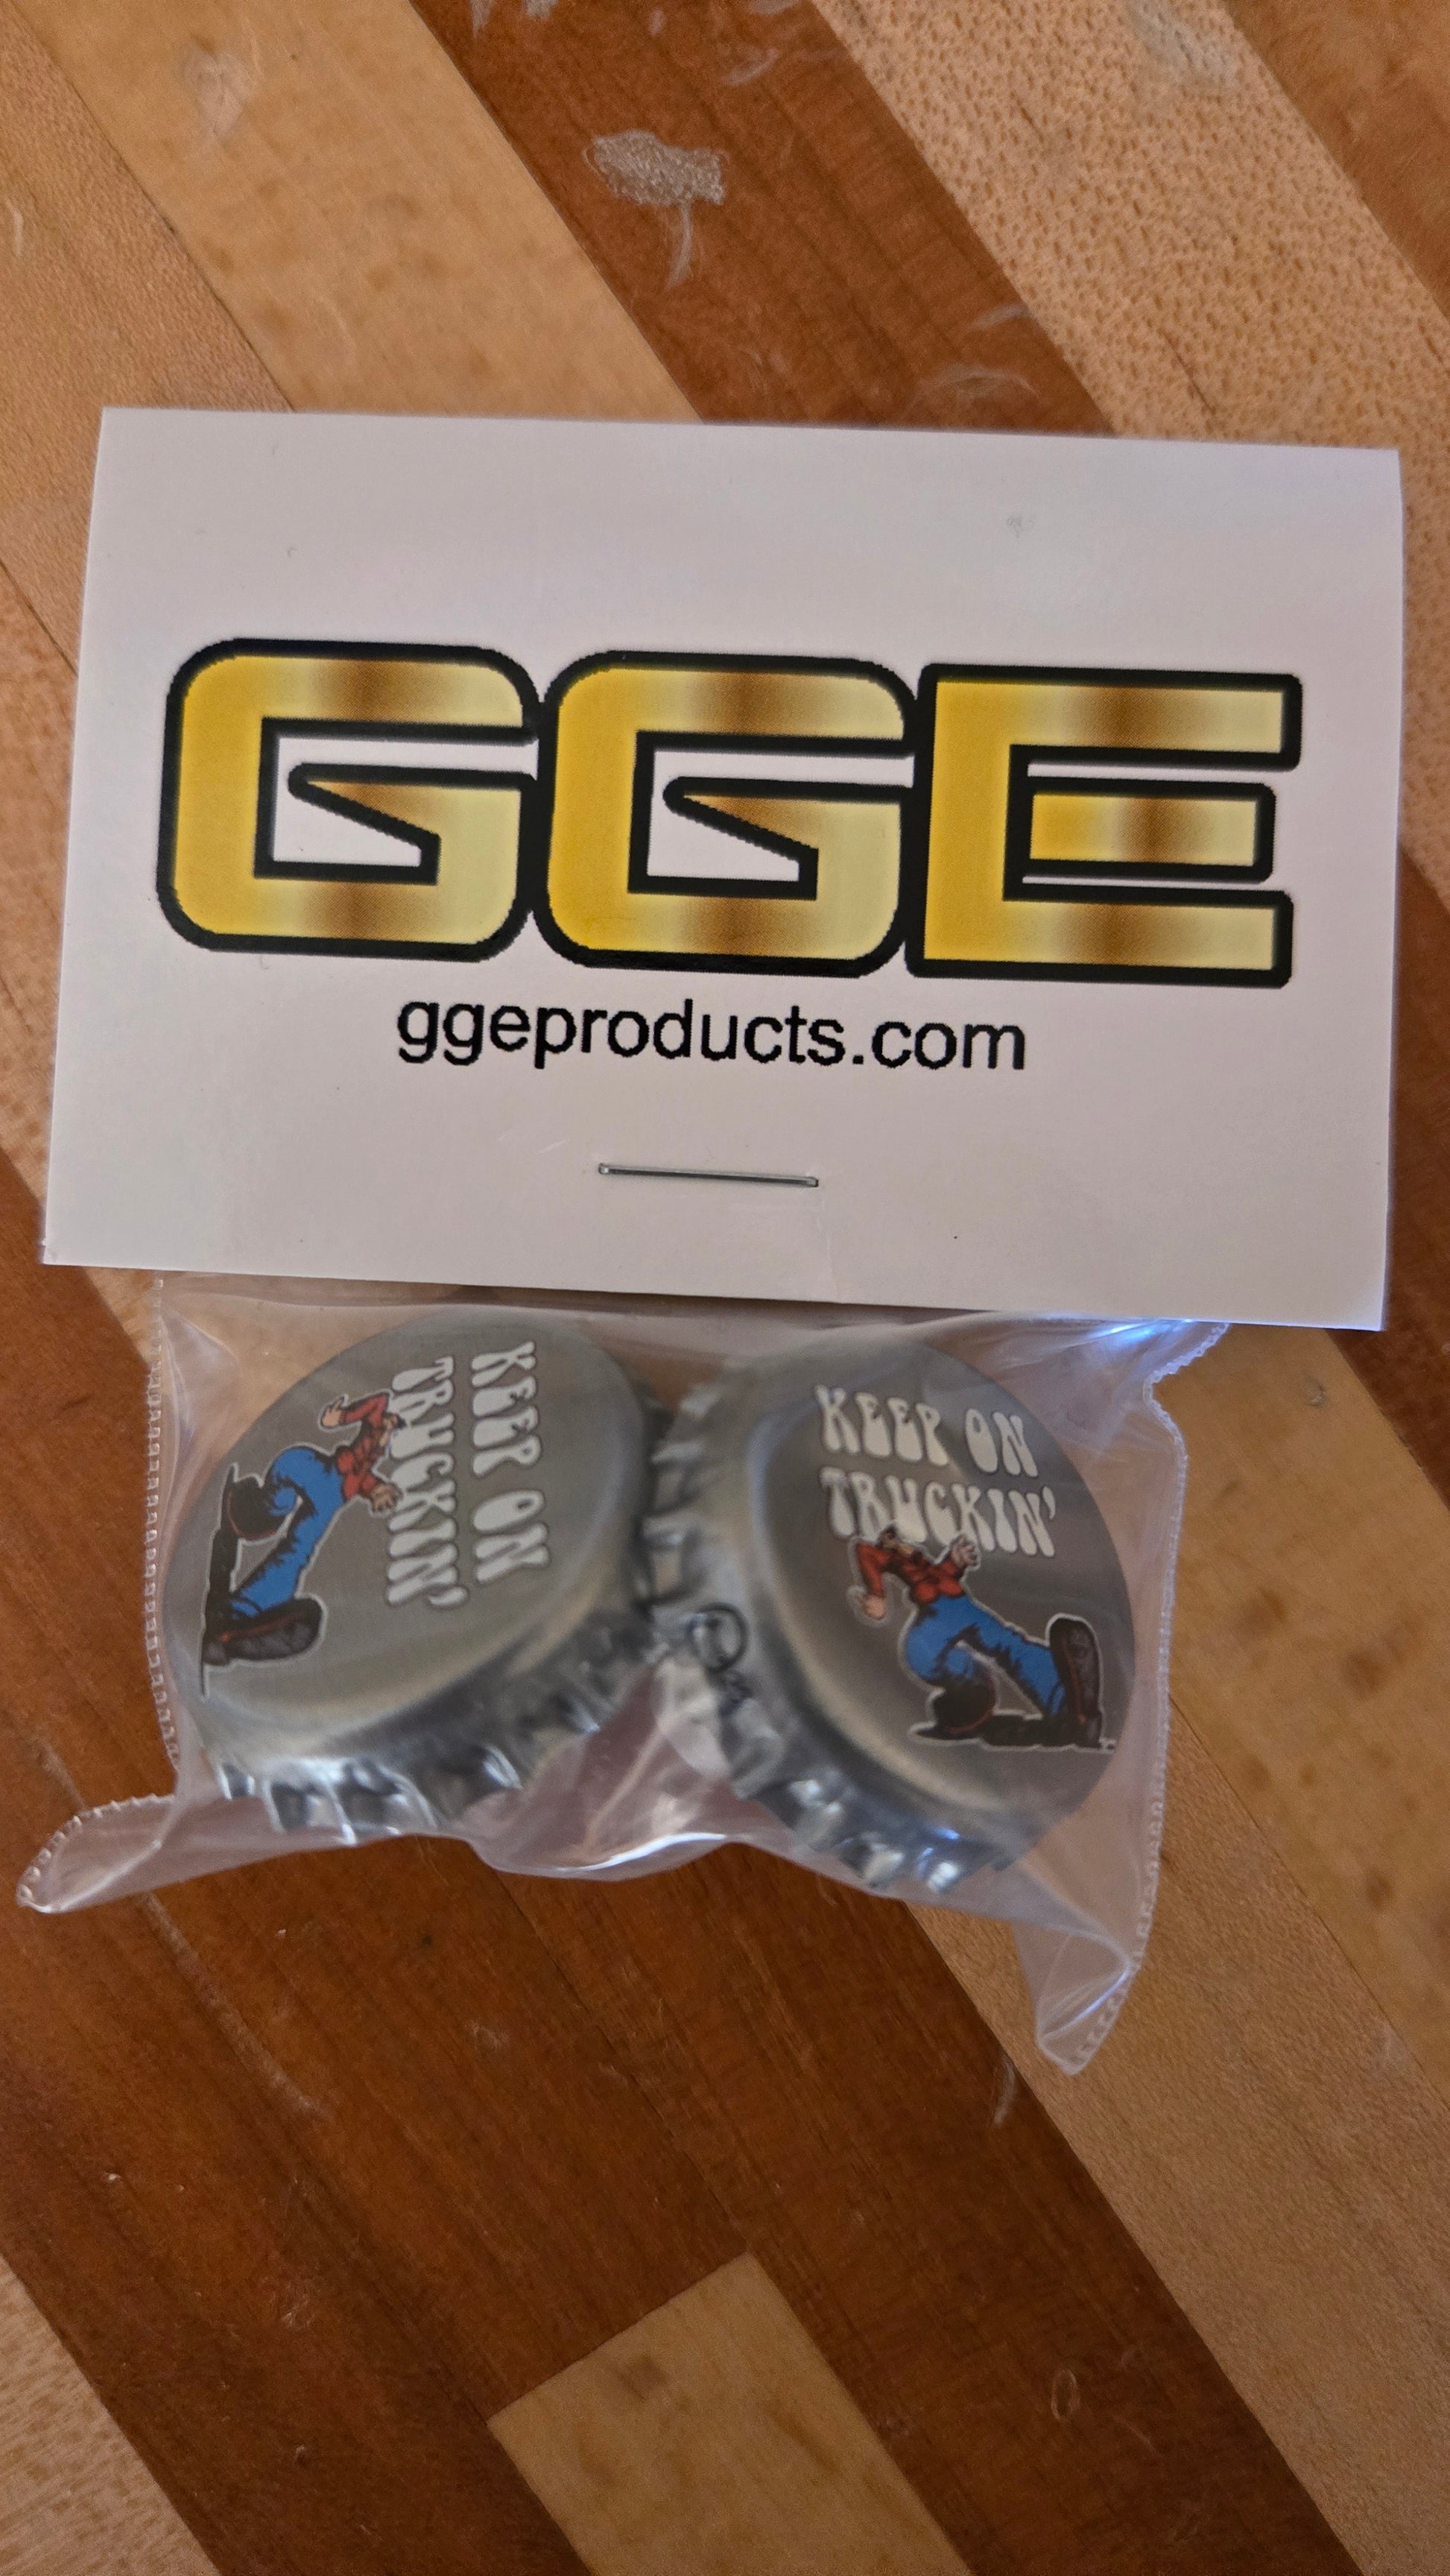 GGE
ggeproducts.com
KEEP ON
TRUCKIN'
KEEP ON
TRUCKIN'